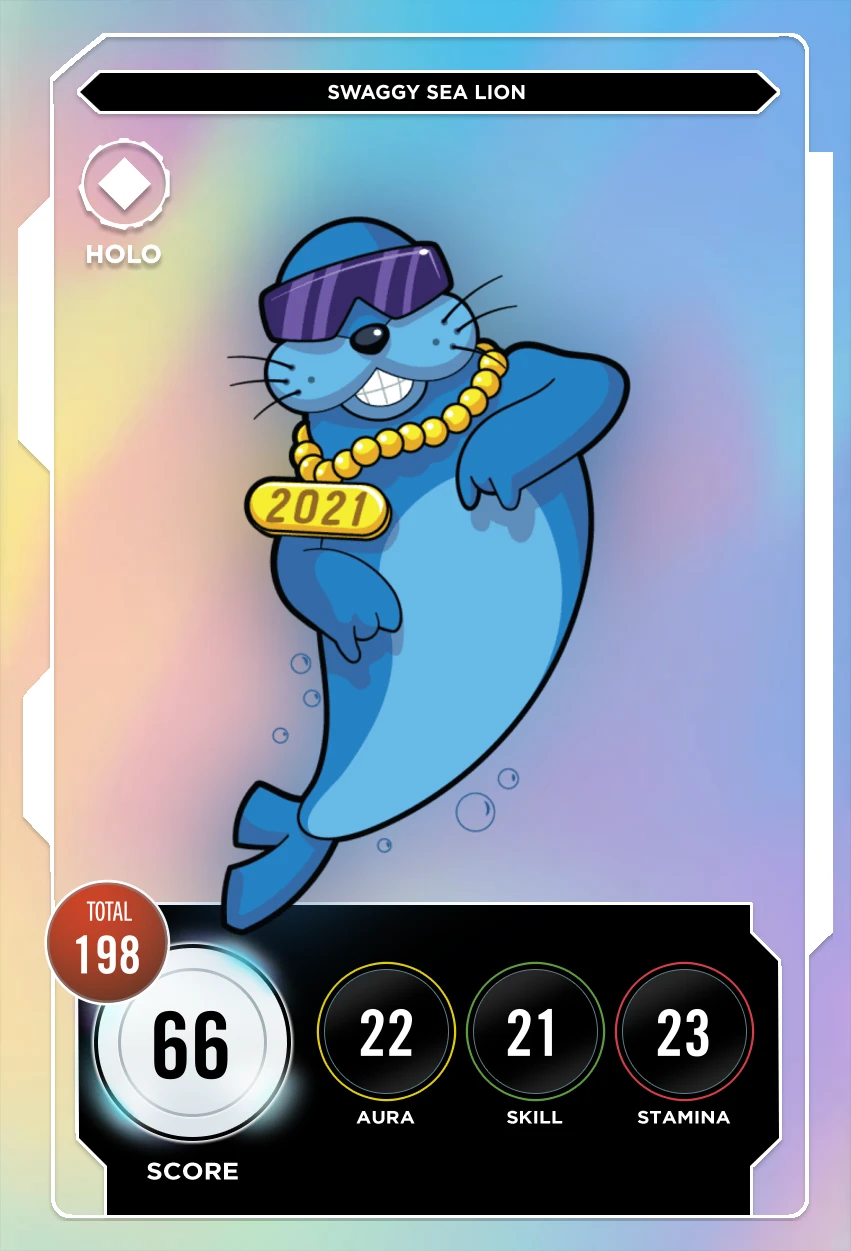 SWAGGY SEA LION
HOLO
2021
TOTAL
198
66
SCORE
22
AURA
21
SKILL
23
STAMINA